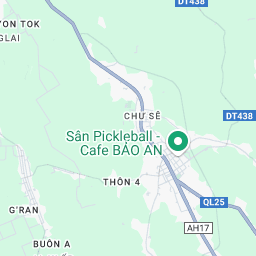 DT438
YON TOK
GLAI
CHƯ SÊ
DT438
Sân Pickleball -
Cafe BẢO AN
THÔN 4
QL25
G'RAN
AH17
BUÔN A